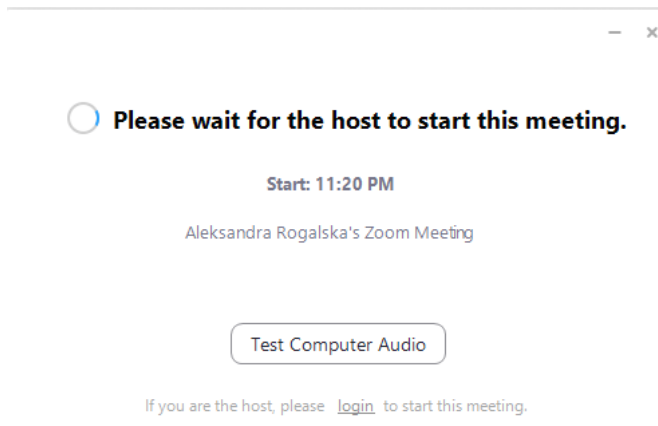 Please wait for the host to start this meeting.
Start: 11:20 PM
Aleksandra Rogalska's Zoom Meeting
Test Computer Audio
If you are the host, please login to start this meeting.